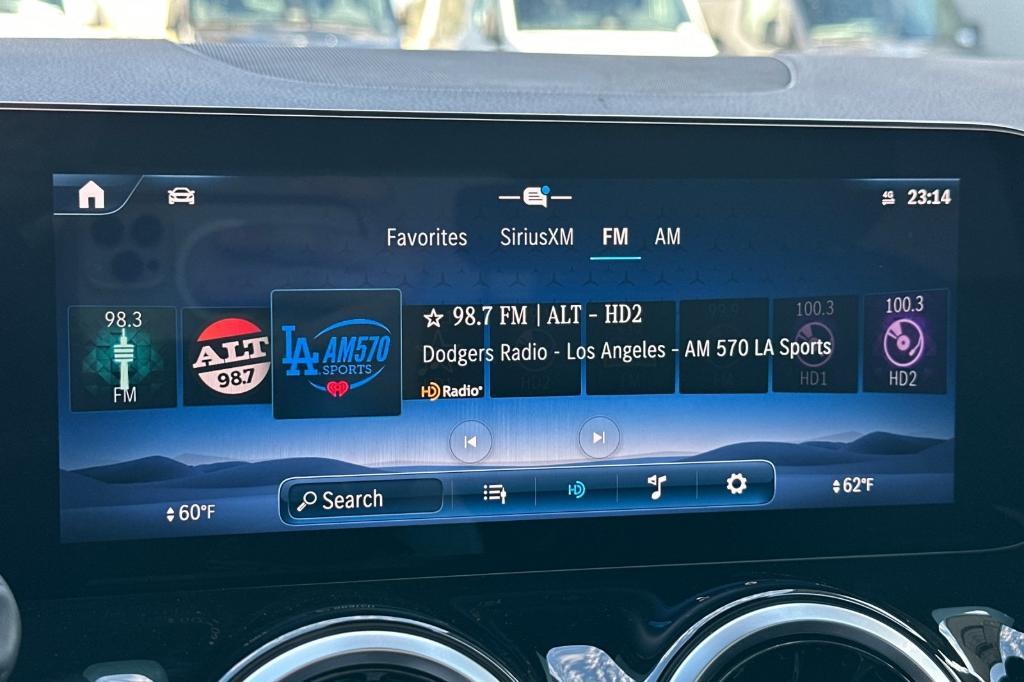 4G 23:14
Favorites SiriusXM FM AM
98.3
FM
ALT
98.7
LA AM570
SPORTS
☆ 98.7 FM | ALT - HD2
Dodgers Radio - Los Angeles - AM 570 LA Sports
HD Radio
100.3
HD1
100.3
HD2
Search
HD
60°F
62°F